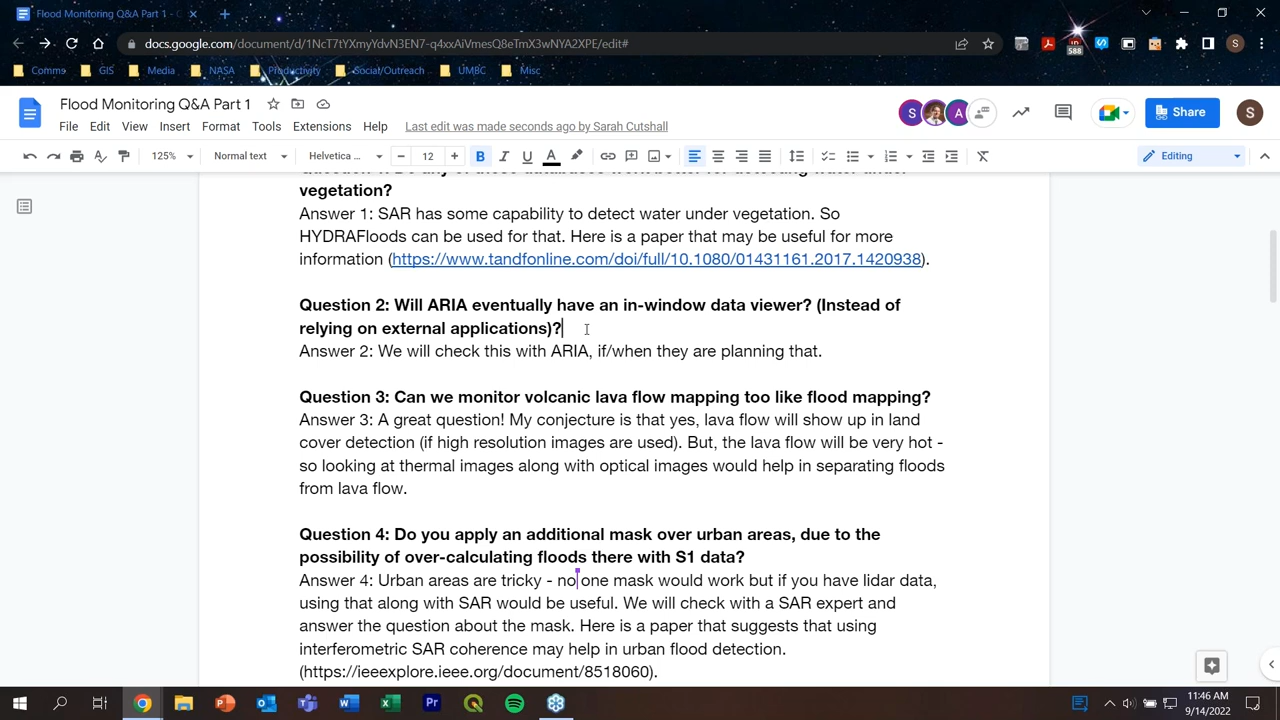 Flood Monitoring Q&A Part 1 - G
docs.google.com/document/d/1NcT7tYXmyYdvN3EN7-q4xxAiVmesQ8eTmX3wNYA2XPE/edit#
588
S
Comms GIS Media NASA Productivity Social/Outreach UMBC Misc
Flood Monitoring Q&A Part 1
S A Share S
File Edit View Insert Format Tools Extensions Help Last edit was made seconds ago by Sarah Cutshall
125% Normal text Helvetica ... 12 B I U A Editing
vegetation?
Answer 1: SAR has some capability to detect water under vegetation. So
HYDRAFloods can be used for that. Here is a paper that may be useful for more
information (https://www.tandfonline.com/doi/full/10.1080/01431161.2017.1420938).
Question 2: Will ARIA eventually have an in-window data viewer? (Instead of
relying on external applications)?
Answer 2: We will check this with ARIA, if/when they are planning that.
Question 3: Can we monitor volcanic lava flow mapping too like flood mapping?
Answer 3: A great question! My conjecture is that yes, lava flow will show up in land
cover detection (if high resolution images are used). But, the lava flow will be very hot -
so looking at thermal images along with optical images would help in separating floods
from lava flow.
Question 4: Do you apply an additional mask over urban areas, due to the
possibility of over-calculating floods there with S1 data?
Answer 4: Urban areas are tricky - no one mask would work but if you have lidar data,
using that along with SAR would be useful. We will check with a SAR expert and
answer the question about the mask. Here is a paper that suggests that using
interferometric SAR coherence may help in urban flood detection.
(https://ieeexplore.ieee.org/document/8518060).
11:46 AM
9/14/2022